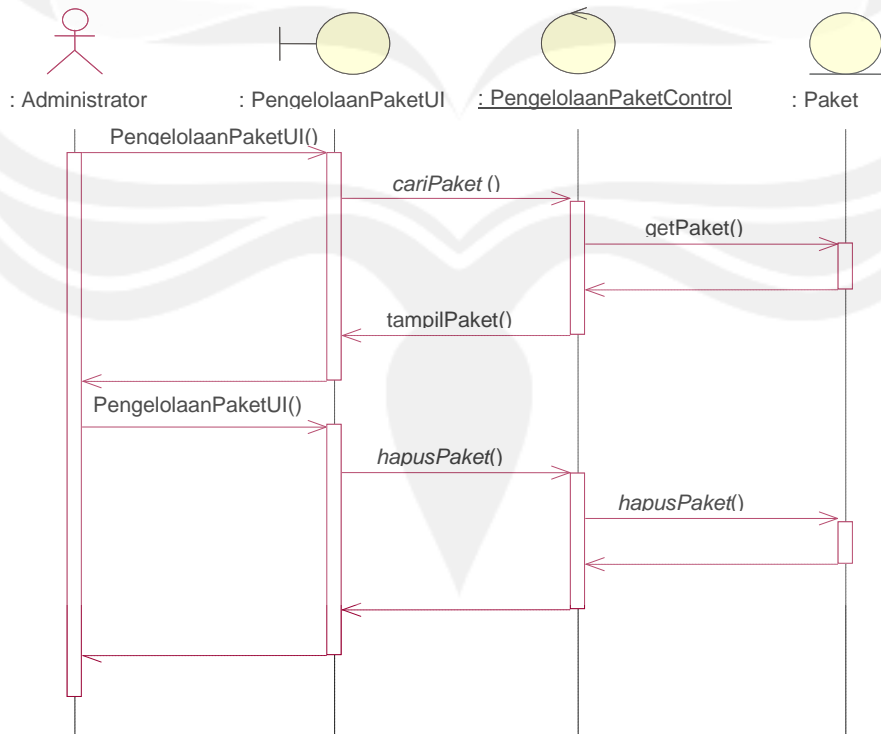 : Administrator
: PengelolaanPaketUI
: PengelolaanPaketControl
: Paket
PengelolaanPaketUI()
cariPaket ()
getPaket()
tampilPaket()
PengelolaanPaketUI()
hapusPaket()
hapusPaket()